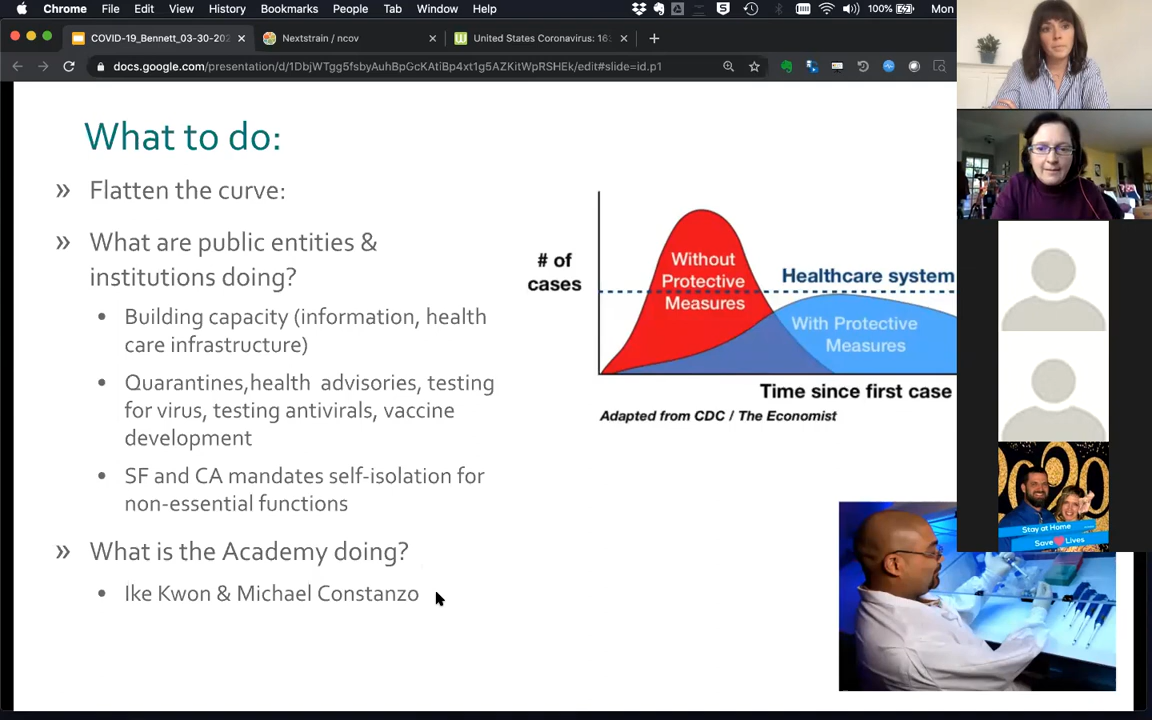 Chrome File Edit View History Bookmarks People Tab Window Help 100% Mon
COVID-19_Bennett_03-30-202
Nextstrain / ncov
United States Coronavirus: 16
docs.google.com/presentation/d/1DbjWTgg5fsbyAuhBpGcKAtiBp4xt1g5AZKitWpRSHEk/edit#slide=id.p1
What to do:
» Flatten the curve:
» What are public entities &
institutions doing?
• Building capacity (information, health
care infrastructure)
• Quarantines,health advisories, testing
for virus, testing antivirals, vaccine
development
• SF and CA mandates self-isolation for
non-essential functions
» What is the Academy doing?
• Ike Kwon & Michael Constanzo
# of
cases
Without
Protective
Measures
Healthcare system
With Protective
Measures
Time since first case
Adapted from CDC / The Economist
Stay at Home
Save Lives